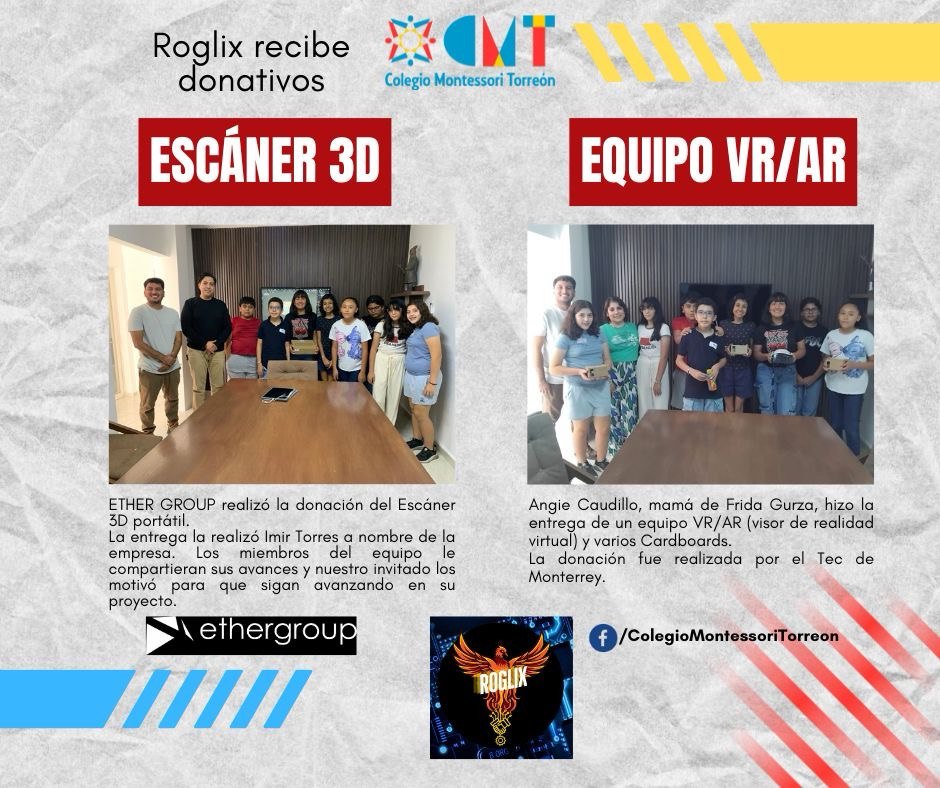 Roglix recibe
donativos
CMT
Colegio Montessori Torreón
ESCÁNER 3D
EQUIPO VR/AR
ETHER GROUP realizó la donación del Escáner
3D portátil.
La entrega la realizó Imir Torres a nombre de la
empresa. Los miembros del equipo le
compartieran sus avances y nuestro invitado los
motivó para que sigan avanzando en su
proyecto.
Angie Caudillo, mamá de Frida Gurza, hizo la
entrega de un equipo VR/AR (visor de realidad
virtual) y varios Cardboards.
La donación fue realizada por el Tec de
Monterrey.
ethergroup
ROGLIX
/ColegioMontessoriTorreon